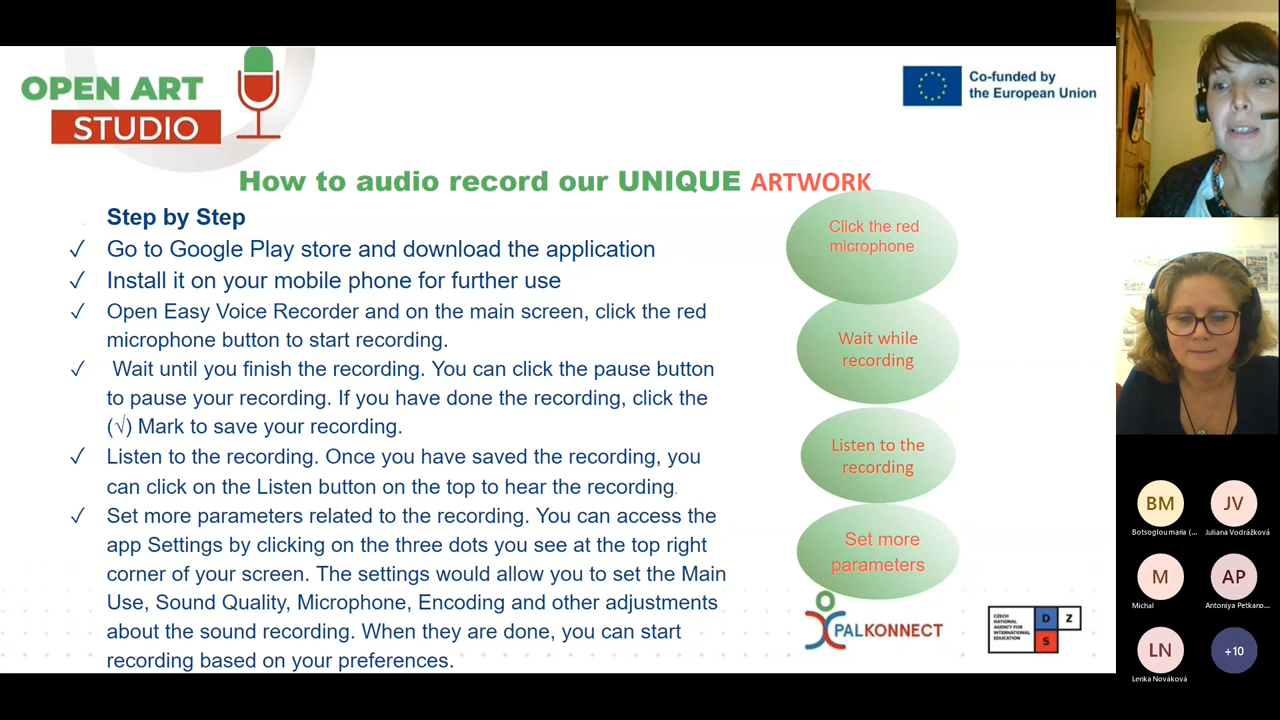 OPEN ART
STUDIO
Co-funded by
the European Union
How to audio record our UNIQUE ARTWORK
Step by Step
✓ Go to Google Play store and download the application
✓ Install it on your mobile phone for further use
✓ Open Easy Voice Recorder and on the main screen, click the red
microphone button to start recording.
✓ Wait until you finish the recording. You can click the pause button
to pause your recording. If you have done the recording, click the
(√) Mark to save your recording.
✓ Listen to the recording. Once you have saved the recording, you
can click on the Listen button on the top to hear the recording.
✓ Set more parameters related to the recording. You can access the
app Settings by clicking on the three dots you see at the top right
corner of your screen. The settings would allow you to set the Main
Use, Sound Quality, Microphone, Encoding and other adjustments
about the sound recording. When they are done, you can start
recording based on your preferences.
Click the red
microphone
Wait while
recording
Listen to the
recording
Set more
parameters
PALKONNECT
CZECH
NATIONAL
AGENCY FOR
INTERNATIONAL
EDUCATION
D Z
S
BM
Botsogloumaria (...
JV
Juliana Vodrážková
M
Michal
AP
Antoniya Petkano...
LN
Lenka Nováková
+10